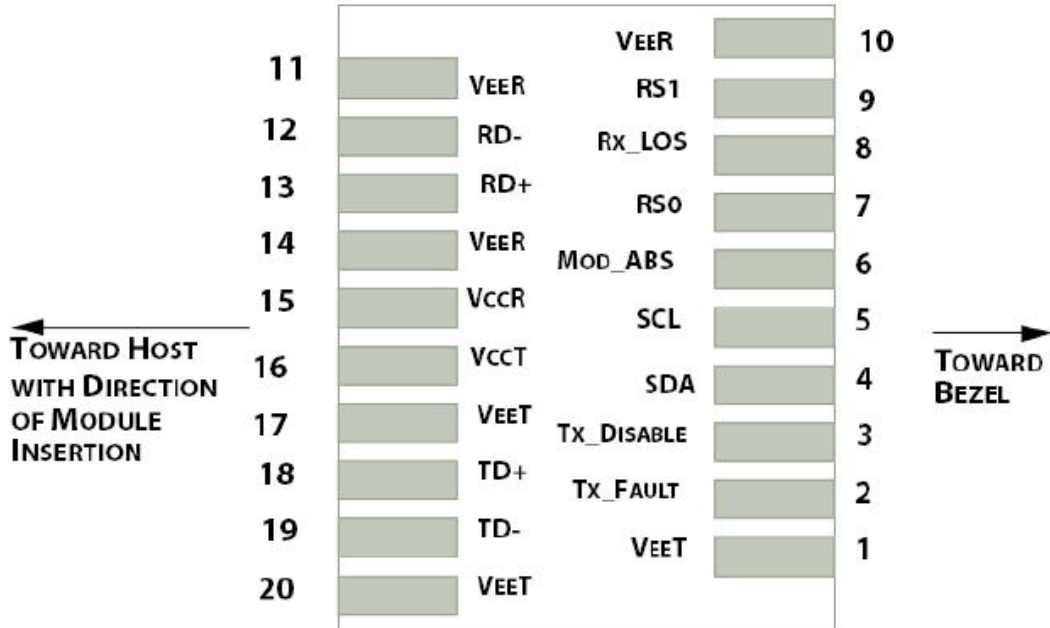 11 VEER
12 RD-
13 RD+
14 VEER
15 VCCR
16 VCCT
17 VEET
18 TD+
19 TD-
20 VEET
VEER 10
RS1 9
RX_LOS 8
RS0 7
MOD_ABS 6
SCL 5
SDA 4
TX_DISABLE 3
TX_FAULT 2
VEET 1
TOWARD HOST
WITH DIRECTION
OF MODULE
INSERTION
TOWARD
BEZEL